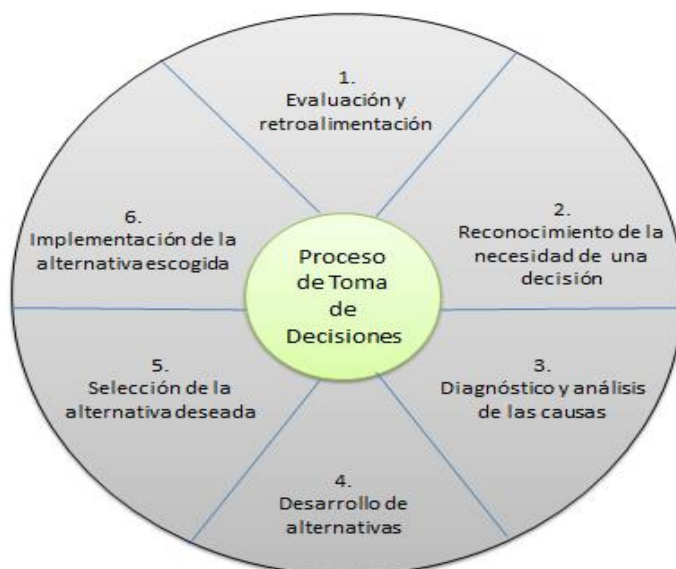 1.
Evaluación y
retroalimentación
2.
Reconocimiento de la
necesidad de una
decisión
3.
Diagnóstico y análisis
de las causas
4.
Desarrollo de
alternativas
5.
Selección de la
alternativa deseada
6.
Implementación de la
alternativa escogida
Proceso
de Toma
de
Decisiones